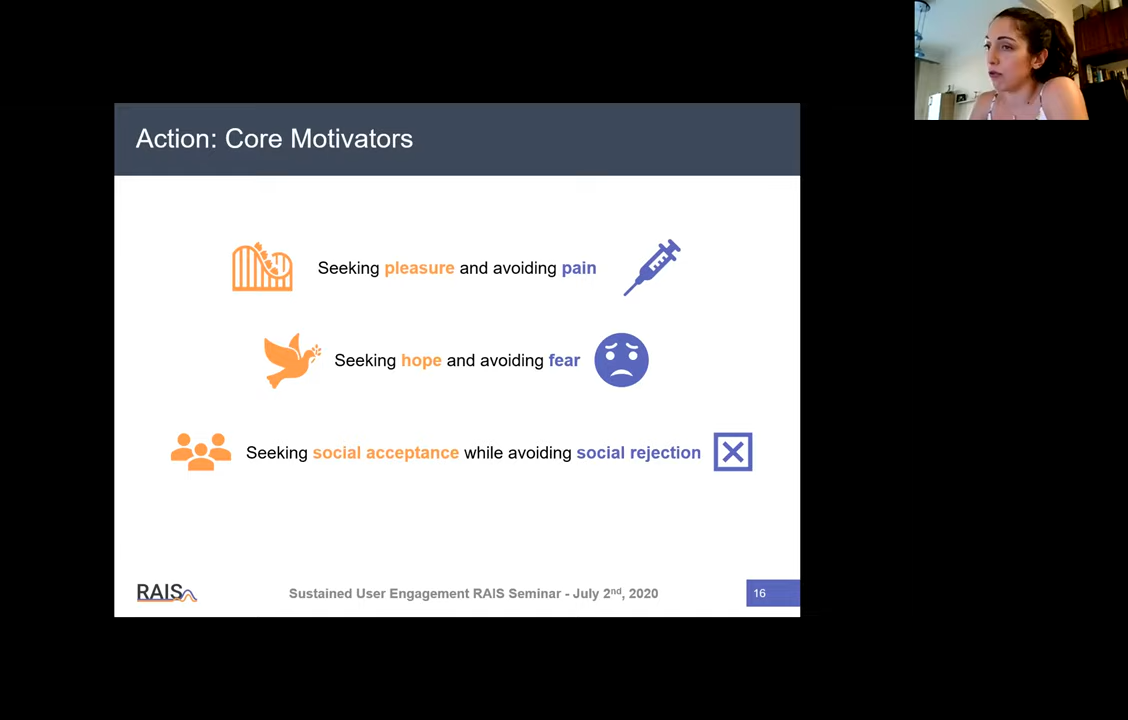 Action: Core Motivators
Seeking pleasure and avoiding pain
Seeking hope and avoiding fear
Seeking social acceptance while avoiding social rejection
RAIS
Sustained User Engagement RAIS Seminar - July 2nd, 2020
16